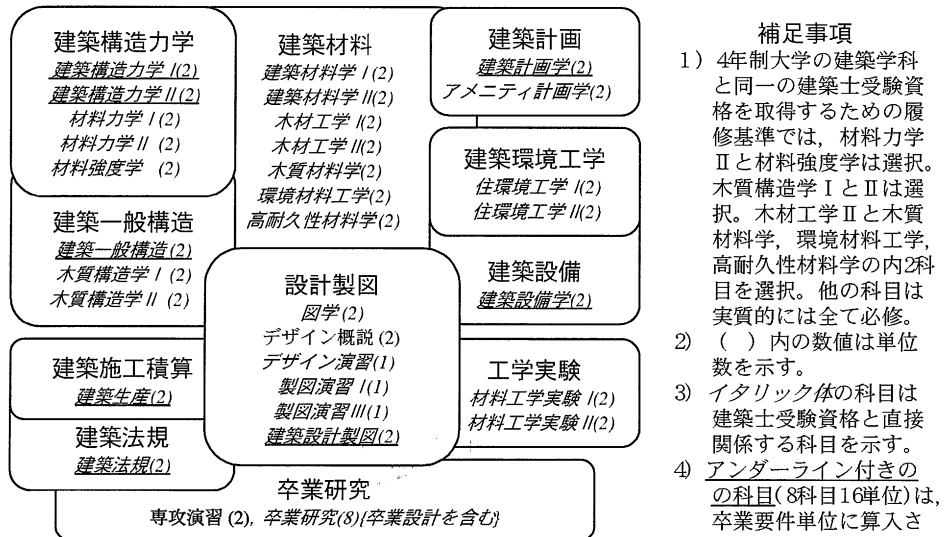 建築構造力学
建築構造力学 I(2)
建築構造力学 II(2)
材料力学 I (2)
材料力学 II (2)
材料強度学 (2)
建築一般構造
建築一般構造(2)
木質構造学 I (2)
木質構造学 II (2)
建築材料
建築材料学 I (2)
建築材料学 II(2)
木材工学 I(2)
木材工学 II(2)
木質材料学(2)
環境材料工学(2)
高耐久性材料学(2)
建築計画
建築計画学(2)
アメニティ計画学(2)
建築環境工学
住環境工学 I(2)
住環境工学 II(2)
建築設備
建築設備学(2)
設計製図
図学(2)
デザイン概説(2)
デザイン演習(1)
製図演習 I(1)
製図演習III(1)
建築設計製図(2)
建築施工積算
建築生産(2)
建築法規
建築法規(2)
工学実験
材料工学実験 I(2)
材料工学実験 II(2)
卒業研究
専攻演習 (2), 卒業研究(8){卒業設計を含む}
補足事項
1) 4年制大学の建築学科
と同一の建築士受験資
格を取得するための履
修基準では，材料力学
IIと材料強度学は選択。
木質構造学ⅠとⅡは選
択。木材工学Ⅱと木質
材料学，環境材料工学，
高耐久性材料学の内2科
目を選択。他の科目は
実質的には全て必修。
2) （ ）内の数値は単位
数を示す。
3) イタリック体の科目は
建築士受験資格と直接
関係する科目を示す。
4) アンダーライン付きの
の科目(8科目16単位)は，
卒業要件単位に算入さ